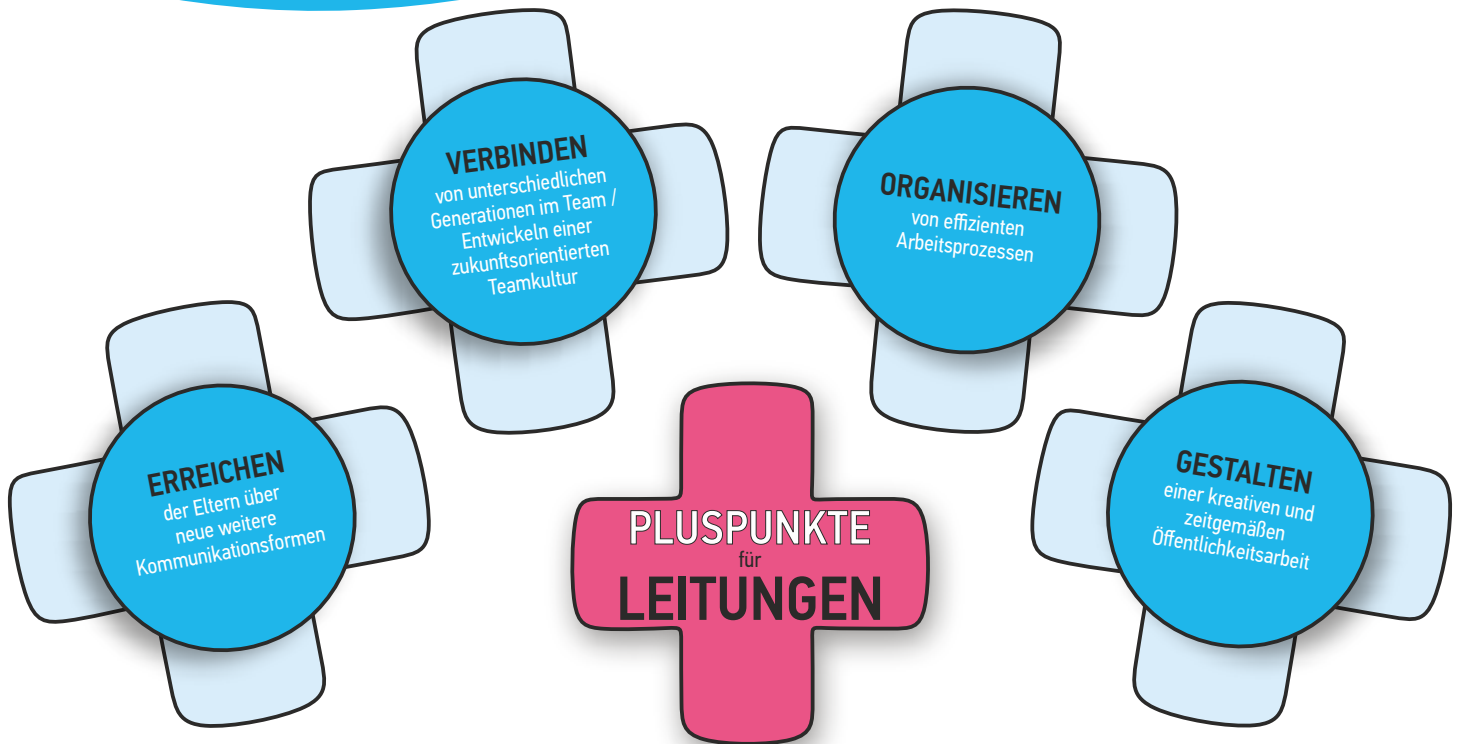 VERBINDEN
von unterschiedlichen
Generationen im Team /
Entwickeln einer
zukunftsorientierten
Teamkultur
ORGANISIEREN
von effizienten
Arbeitsprozessen
ERREICHEN
der Eltern über
neue weitere
Kommunikationsformen
GESTALTEN
einer kreativen und
zeitgemäßen
Öffentlichkeitsarbeit
PLUSPUNKTE
für
LEITUNGEN